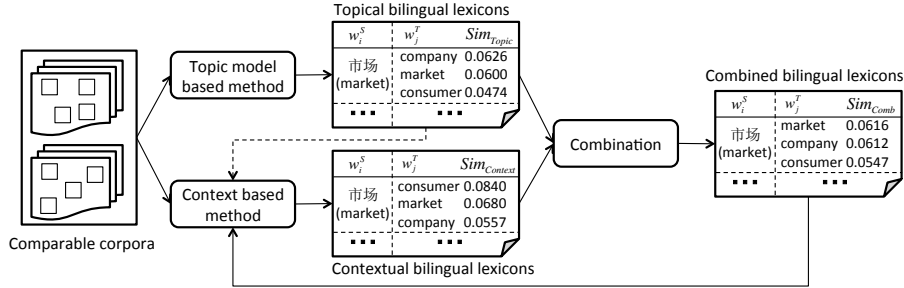 Topical bilingual lexicons
w_i^S w_j^T Sim_Topic
市场
(market)
company 0.0626
market 0.0600
consumer 0.0474
... ...
Topic model
based method
Context based
method
Comparable corpora
w_i^S w_j^T Sim_Context
市场
(market)
consumer 0.0840
market 0.0680
company 0.0557
... ...
Contextual bilingual lexicons
Combination
Combined bilingual lexicons
w_i^S w_j^T Sim_Comb
市场
(market)
market 0.0616
company 0.0612
consumer 0.0547
... ...